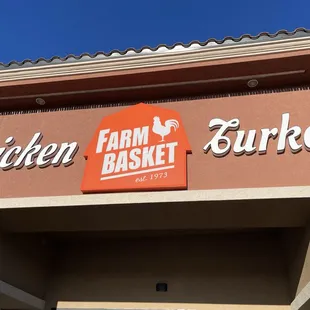 icken
FARM
BASKET
est. 1973
Turke